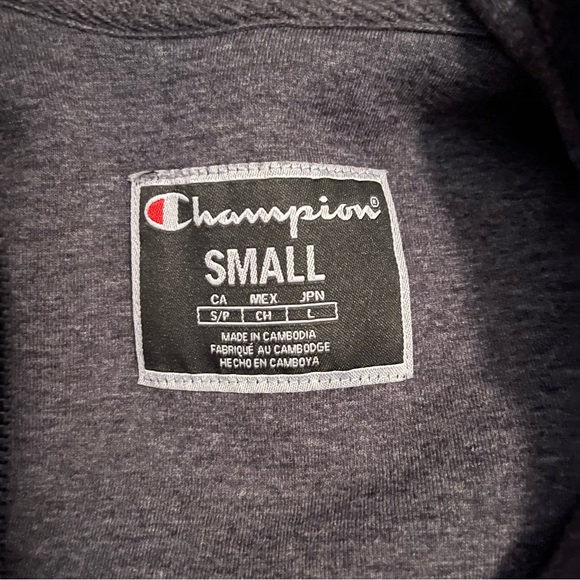 Champion®
SMALL
CA MEX JPN
S/P CH L
MADE IN CAMBODIA
FABRIQUÉ AU CAMBODGE
HECHO EN CAMBOYA